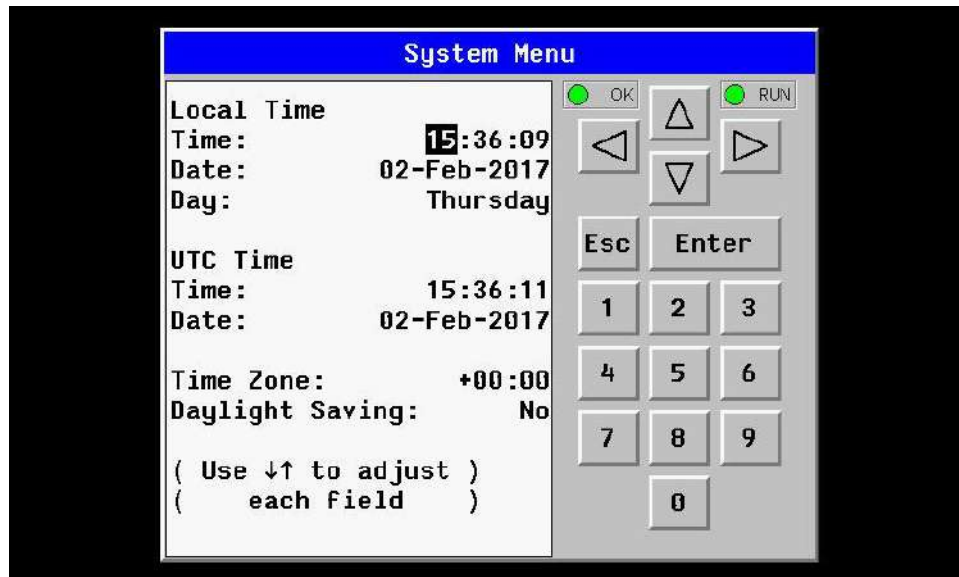 System Menu
Local Time
Time: 15:36:09
Date: 02-Feb-2017
Day: Thursday
UTC Time
Time: 15:36:11
Date: 02-Feb-2017
Time Zone: +00:00
Daylight Saving: No
( Use ↓↑ to adjust )
( each field )
OK RUN
Esc Enter
1 2 3
4 5 6
7 8 9
0